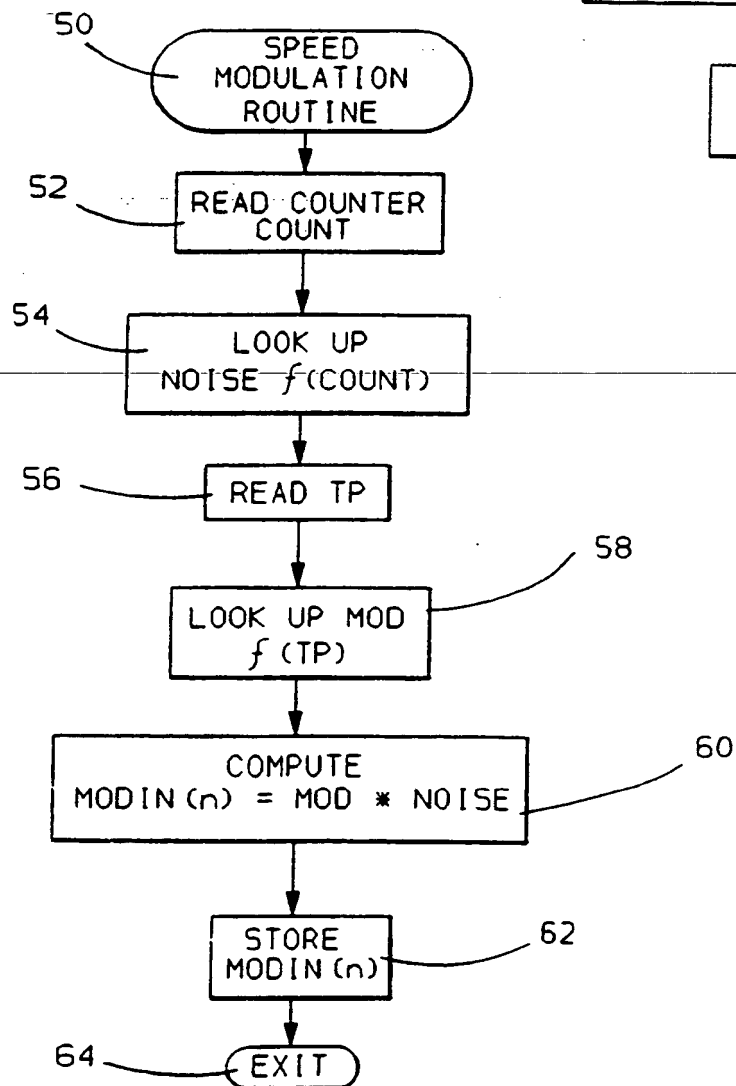 50
SPEED
MODULATION
ROUTINE
52
READ COUNTER
COUNT
54
LOOK UP
NOISE f(COUNT)
56
READ TP
58
LOOK UP MOD
f(TP)
60
COMPUTE
MODIN(n) = MOD * NOISE
62
STORE
MODIN(n)
64
EXIT